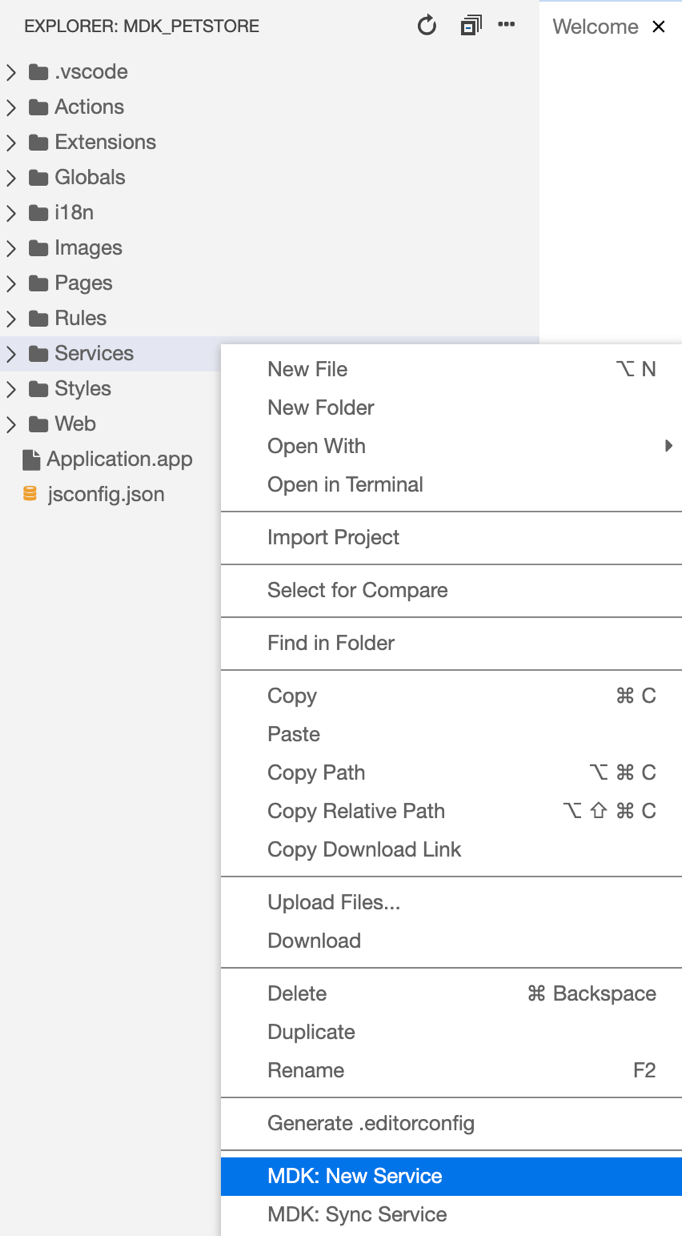 EXPLORER: MDK_PETSTORE
Welcome
.vscode
Actions
Extensions
Globals
i18n
Images
Pages
Rules
Services
Styles
Web
Application.app
jsconfig.json
New File ⌥ N
New Folder
Open With
Open in Terminal
Import Project
Select for Compare
Find in Folder
Copy ⌘ C
Paste
Copy Path ⌥ ⌘ C
Copy Relative Path ⌥ ⇧ ⌘ C
Copy Download Link
Upload Files...
Download
Delete ⌘ Backspace
Duplicate
Rename F2
Generate .editorconfig
MDK: New Service
MDK: Sync Service